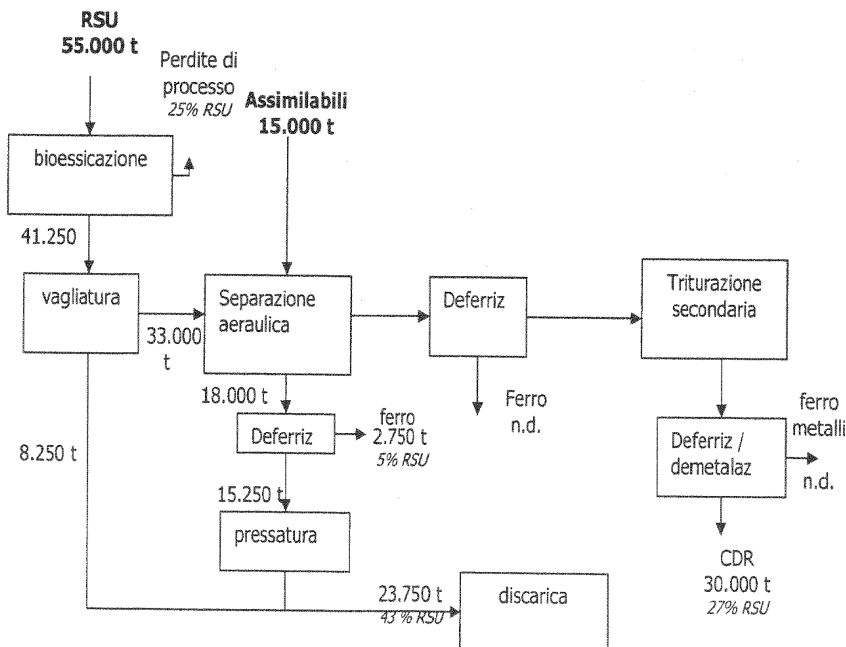 RSU
55.000 t
Perdite di
processo
25% RSU
Assimilabili
15.000 t
bioessicazione
41.250
vagliatura
33.000
t
Separazione
aeraulica
Deferriz
Triturazione
secondaria
18.000 t
Ferro
n.d.
ferro
metalli
n.d.
Deferriz
ferro
2.750 t
5% RSU
Deferriz /
demetalaz
8.250 t
15.250 t
pressatura
CDR
30.000 t
27% RSU
23.750 t
43 % RSU
discarica